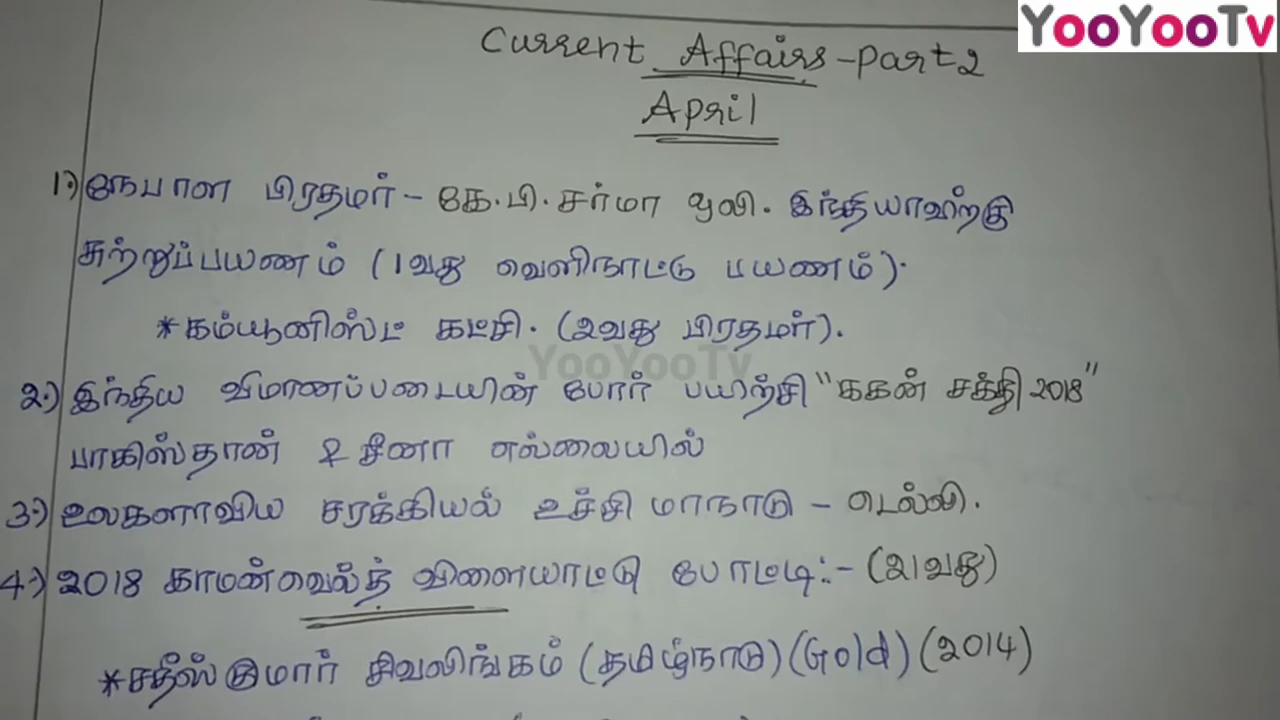 YooYooTv
Current Affairs -Part 2
April
1) நேபாள பிரதமர் - கே.பி.சர்மா ஒலி. இந்தியாவிற்கு
சுற்றுப்பயணம் (1வது வெளிநாட்டு பயணம்).
*கம்யூனிஸ்ட் கட்சி. (2வது பிரதமர்).
YooYooTv
2) இந்திய விமானப்படையின் போர் பயிற்சி "ககன் சக்தி 2018"
பாகிஸ்தான் & சீனா எல்லையில்
3) உலகளாவிய சரக்கியல் உச்சி மாநாடு - டெல்லி.
4) 2018 காமன்வெல்த் விளையாட்டு போட்டி:- (21வது)
*சதீஸ்குமார் சிவலிங்கம் (தமிழ்நாடு) (Gold) (2014)